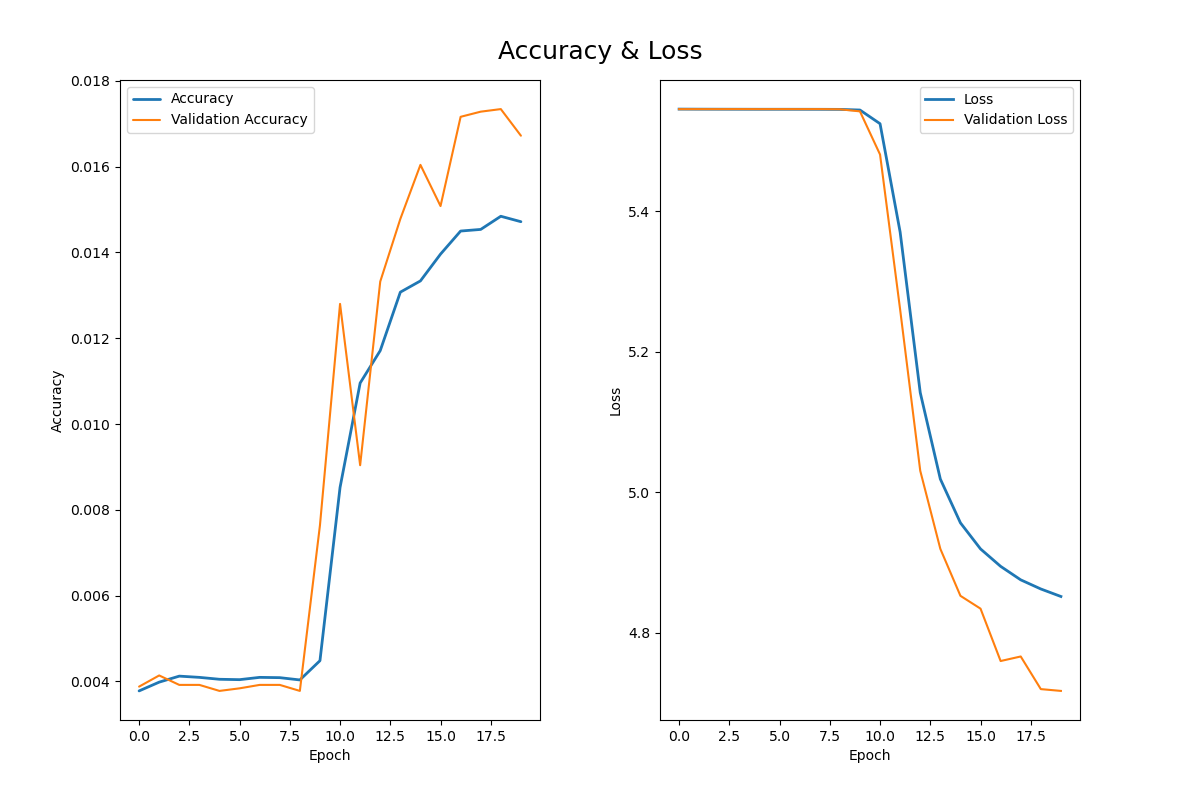 Accuracy & Loss
Accuracy
Validation Accuracy
0.018
0.016
0.014
0.012
0.010
0.008
0.006
0.004
Accuracy
0.0 2.5 5.0 7.5 10.0 12.5 15.0 17.5
Epoch
Loss
Validation Loss
5.4
5.2
5.0
4.8
Loss
0.0 2.5 5.0 7.5 10.0 12.5 15.0 17.5
Epoch